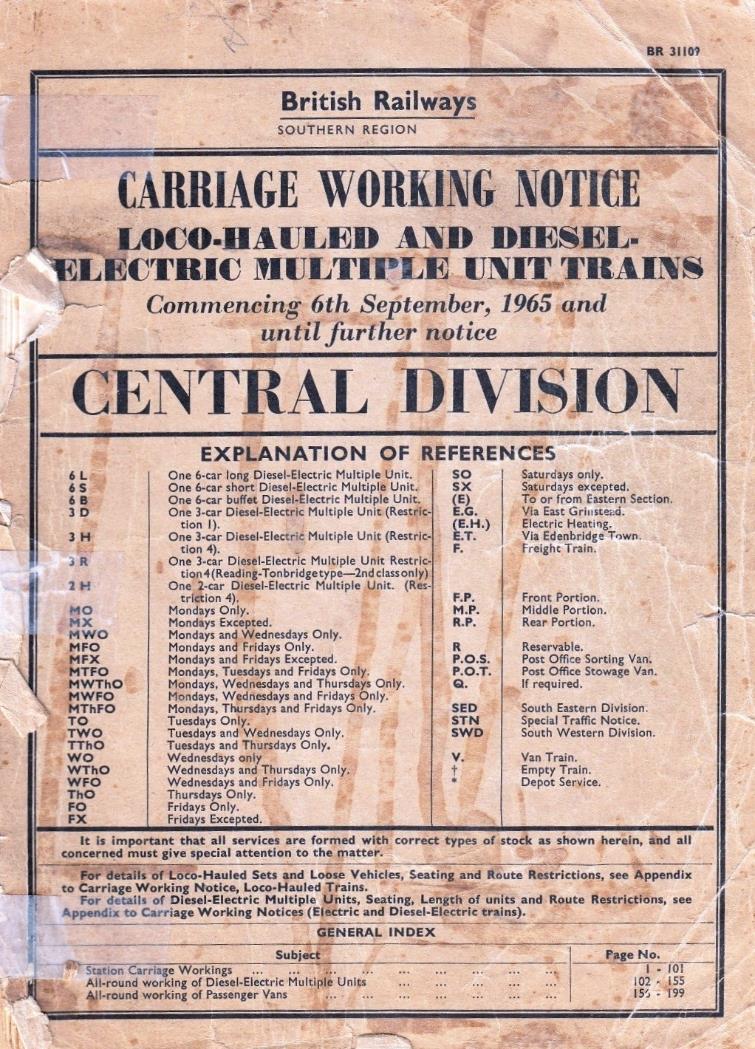 BR 31109
British Railways
SOUTHERN REGION
CARRIAGE WORKING NOTICE
LOCO-HAULED AND DIESEL-
ELECTRIC MULTIPLE UNIT TRAINS
Commencing 6th September, 1965 and
until further notice
CENTRAL DIVISION
EXPLANATION OF REFERENCES
6 L One 6-car long Diesel-Electric Multiple Unit.
6 S One 6-car short Diesel-Electric Multiple Unit.
6 B One 6-car buffet Diesel-Electric Multiple Unit.
3 D One 3-car Diesel-Electric Multiple Unit (Restric-
tion 1).
3 H One 3-car Diesel-Electric Multiple Unit (Restric-
tion 4).
3 R One 3-car Diesel-Electric Multiple Unit Restric-
tion 4 (Reading-Tonbridge type—2nd class only)
2 H One 2-car Diesel-Electric Multiple Unit. (Res-
triction 4).
MO Mondays Only.
MX Mondays Excepted.
MWO Mondays and Wednesdays Only.
MFO Mondays and Fridays Only.
MFX Mondays and Fridays Excepted.
MTFO Mondays, Tuesdays and Fridays Only.
MWThO Mondays, Wednesdays and Thursdays Only.
MWFO Mondays, Wednesdays and Fridays Only.
MThFO Mondays, Thursdays and Fridays Only.
TO Tuesdays Only.
TWO Tuesdays and Wednesdays Only.
TThO Tuesdays and Thursdays Only.
WO Wednesdays only
WThO Wednesdays and Thursdays Only.
WFO Wednesdays and Fridays Only.
ThO Thursdays Only.
FO Fridays Only.
FX Fridays Excepted.
SO Saturdays only.
SX Saturdays excepted.
(E) To or from Eastern Section.
E.G. Via East Grinstead.
(E.H.) Electric Heating.
E.T. Via Edenbridge Town.
F. Freight Train.
F.P. Front Portion.
M.P. Middle Portion.
R.P. Rear Portion.
R Reservable.
P.O.S. Post Office Sorting Van.
P.O.T. Post Office Stowage Van.
Q. If required.
SED South Eastern Division.
STN Special Traffic Notice.
SWD South Western Division.
V. Van Train.
† Empty Train.
* Depot Service.
It is important that all services are formed with correct types of stock as shown herein, and all
concerned must give special attention to the matter.
For details of Loco-Hauled Sets and Loose Vehicles, Seating and Route Restrictions, see Appendix
to Carriage Working Notice, Loco-Hauled Trains.
For details of Diesel-Electric Multiple Units, Seating, Length of units and Route Restrictions, see
Appendix to Carriage Working Notices (Electric and Diesel-Electric trains).
GENERAL INDEX
Subject Page No.
Station Carriage Workings ... ... ... ... ... ... ... ... ... 1 - 101
All-round working of Diesel-Electric Multiple Units ... ... ... ... ... 102 - 155
All-round working of Passenger Vans ... ... ... ... ... ... ... 156 - 199